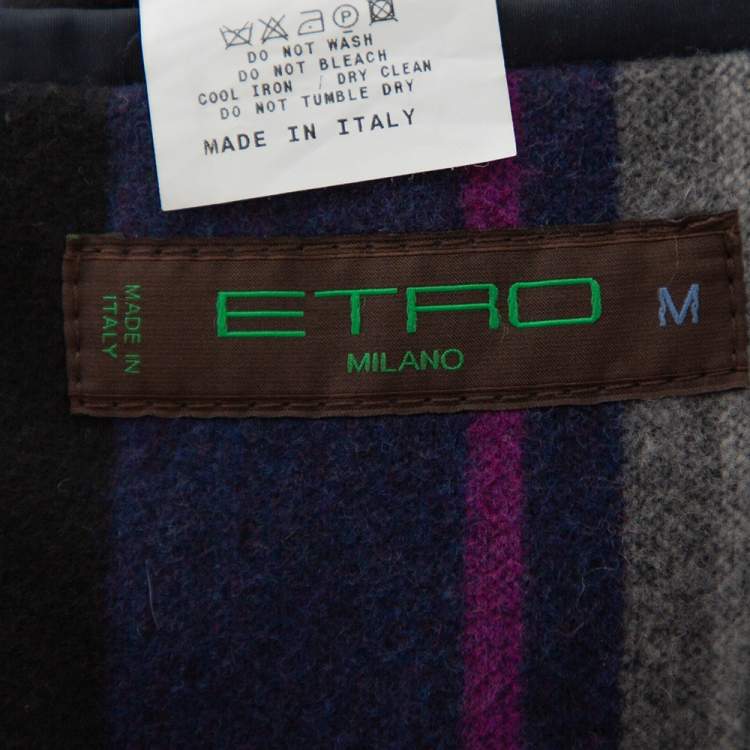 DO NOT WASH
DO NOT BLEACH
COOL IRON / DRY CLEAN
DO NOT TUMBLE DRY
MADE IN ITALY
MADE IN
ITALY
ETRO
MILANO
M